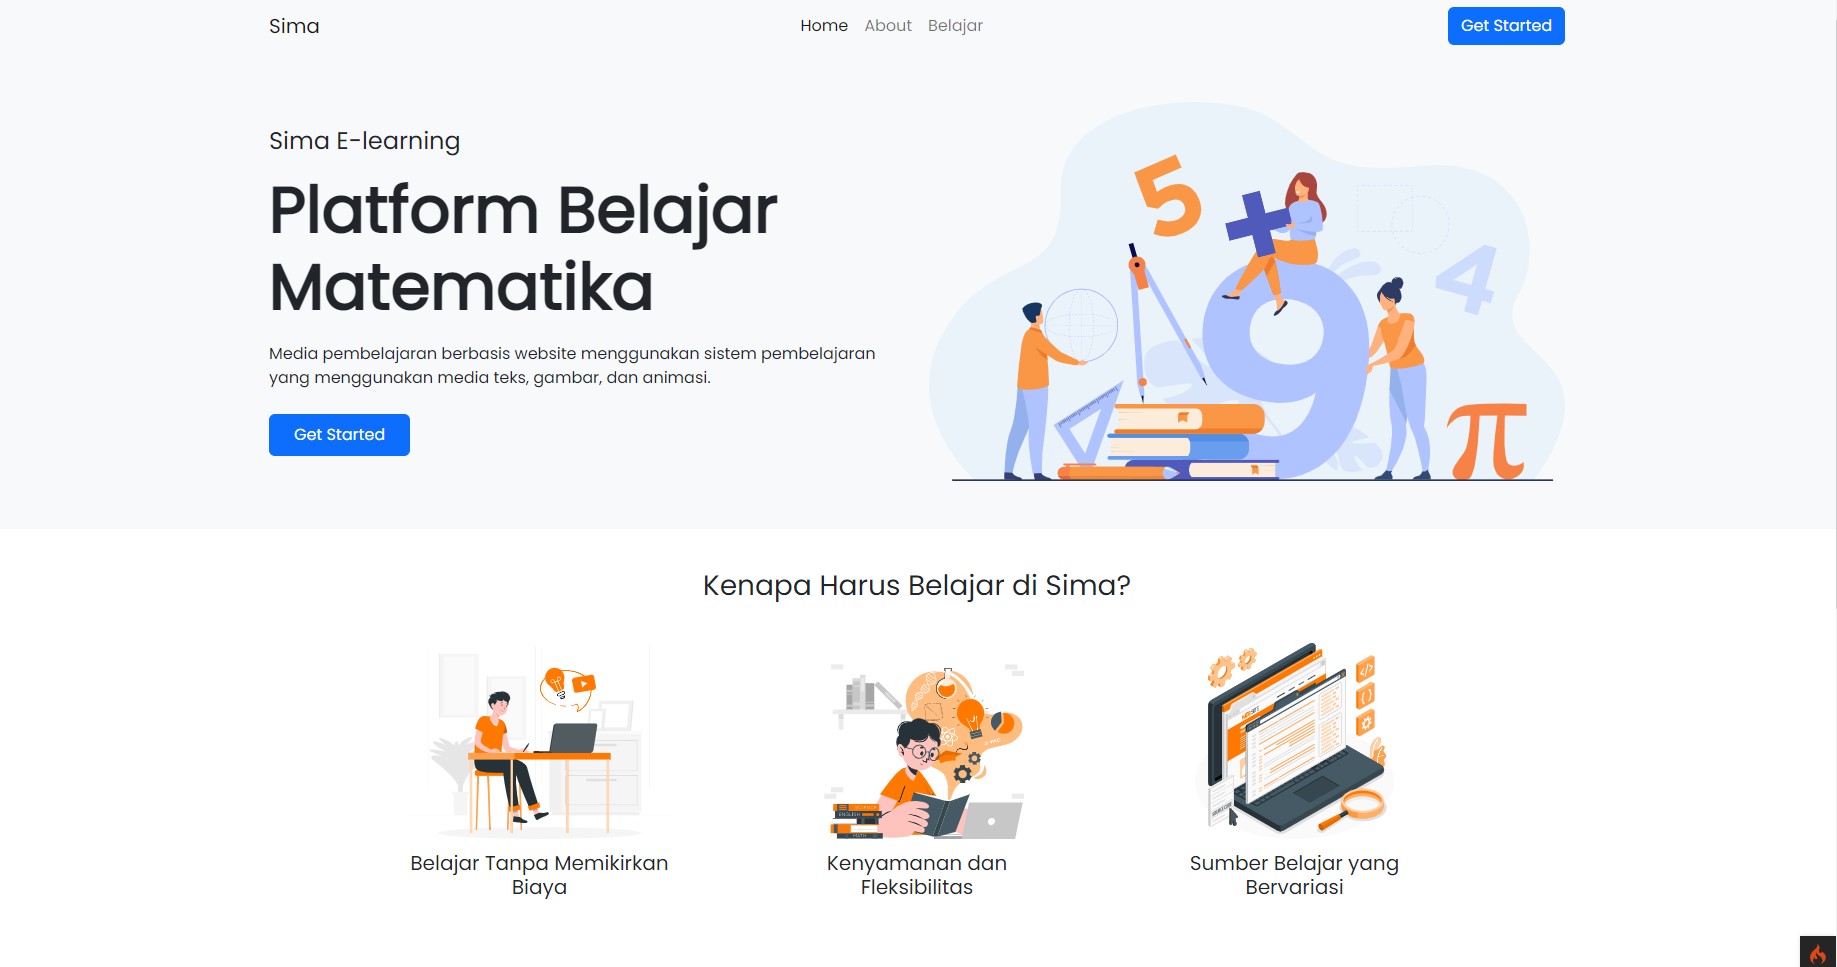 Sima
Home About Belajar
Get Started
Sima E-learning
Platform Belajar
Matematika
Media pembelajaran berbasis website menggunakan sistem pembelajaran
yang menggunakan media teks, gambar, dan animasi.
Get Started
5
+
4
9
π
Kenapa Harus Belajar di Sima?
</>
{ }
ENGLISH
MATH
Belajar Tanpa Memikirkan
Biaya
Kenyamanan dan
Fleksibilitas
Sumber Belajar yang
Bervariasi